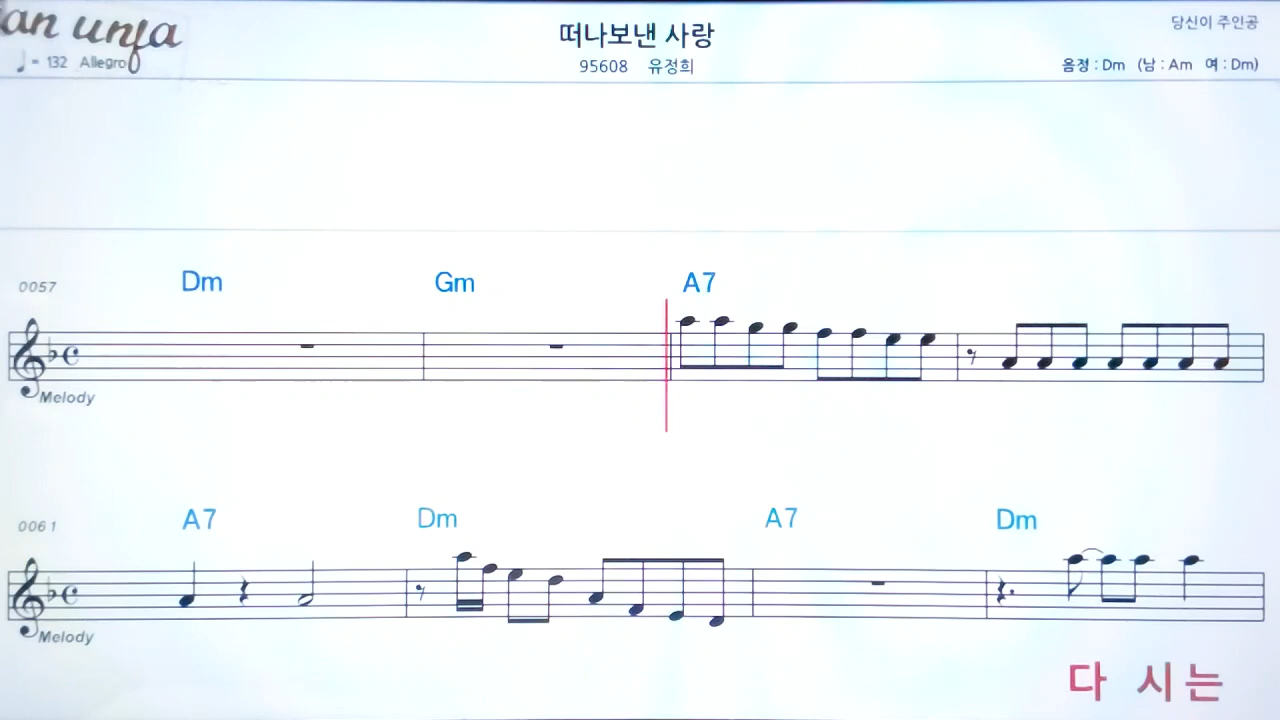 an unfa
떠나보낸 사랑
당신이 주인공
♩= 132 Allegro
95608 유정희
음정 : Dm (남 : Am 여 : Dm)
0057 Dm Gm A7
Melody
0061 A7 Dm A7 Dm
Melody
다 시는